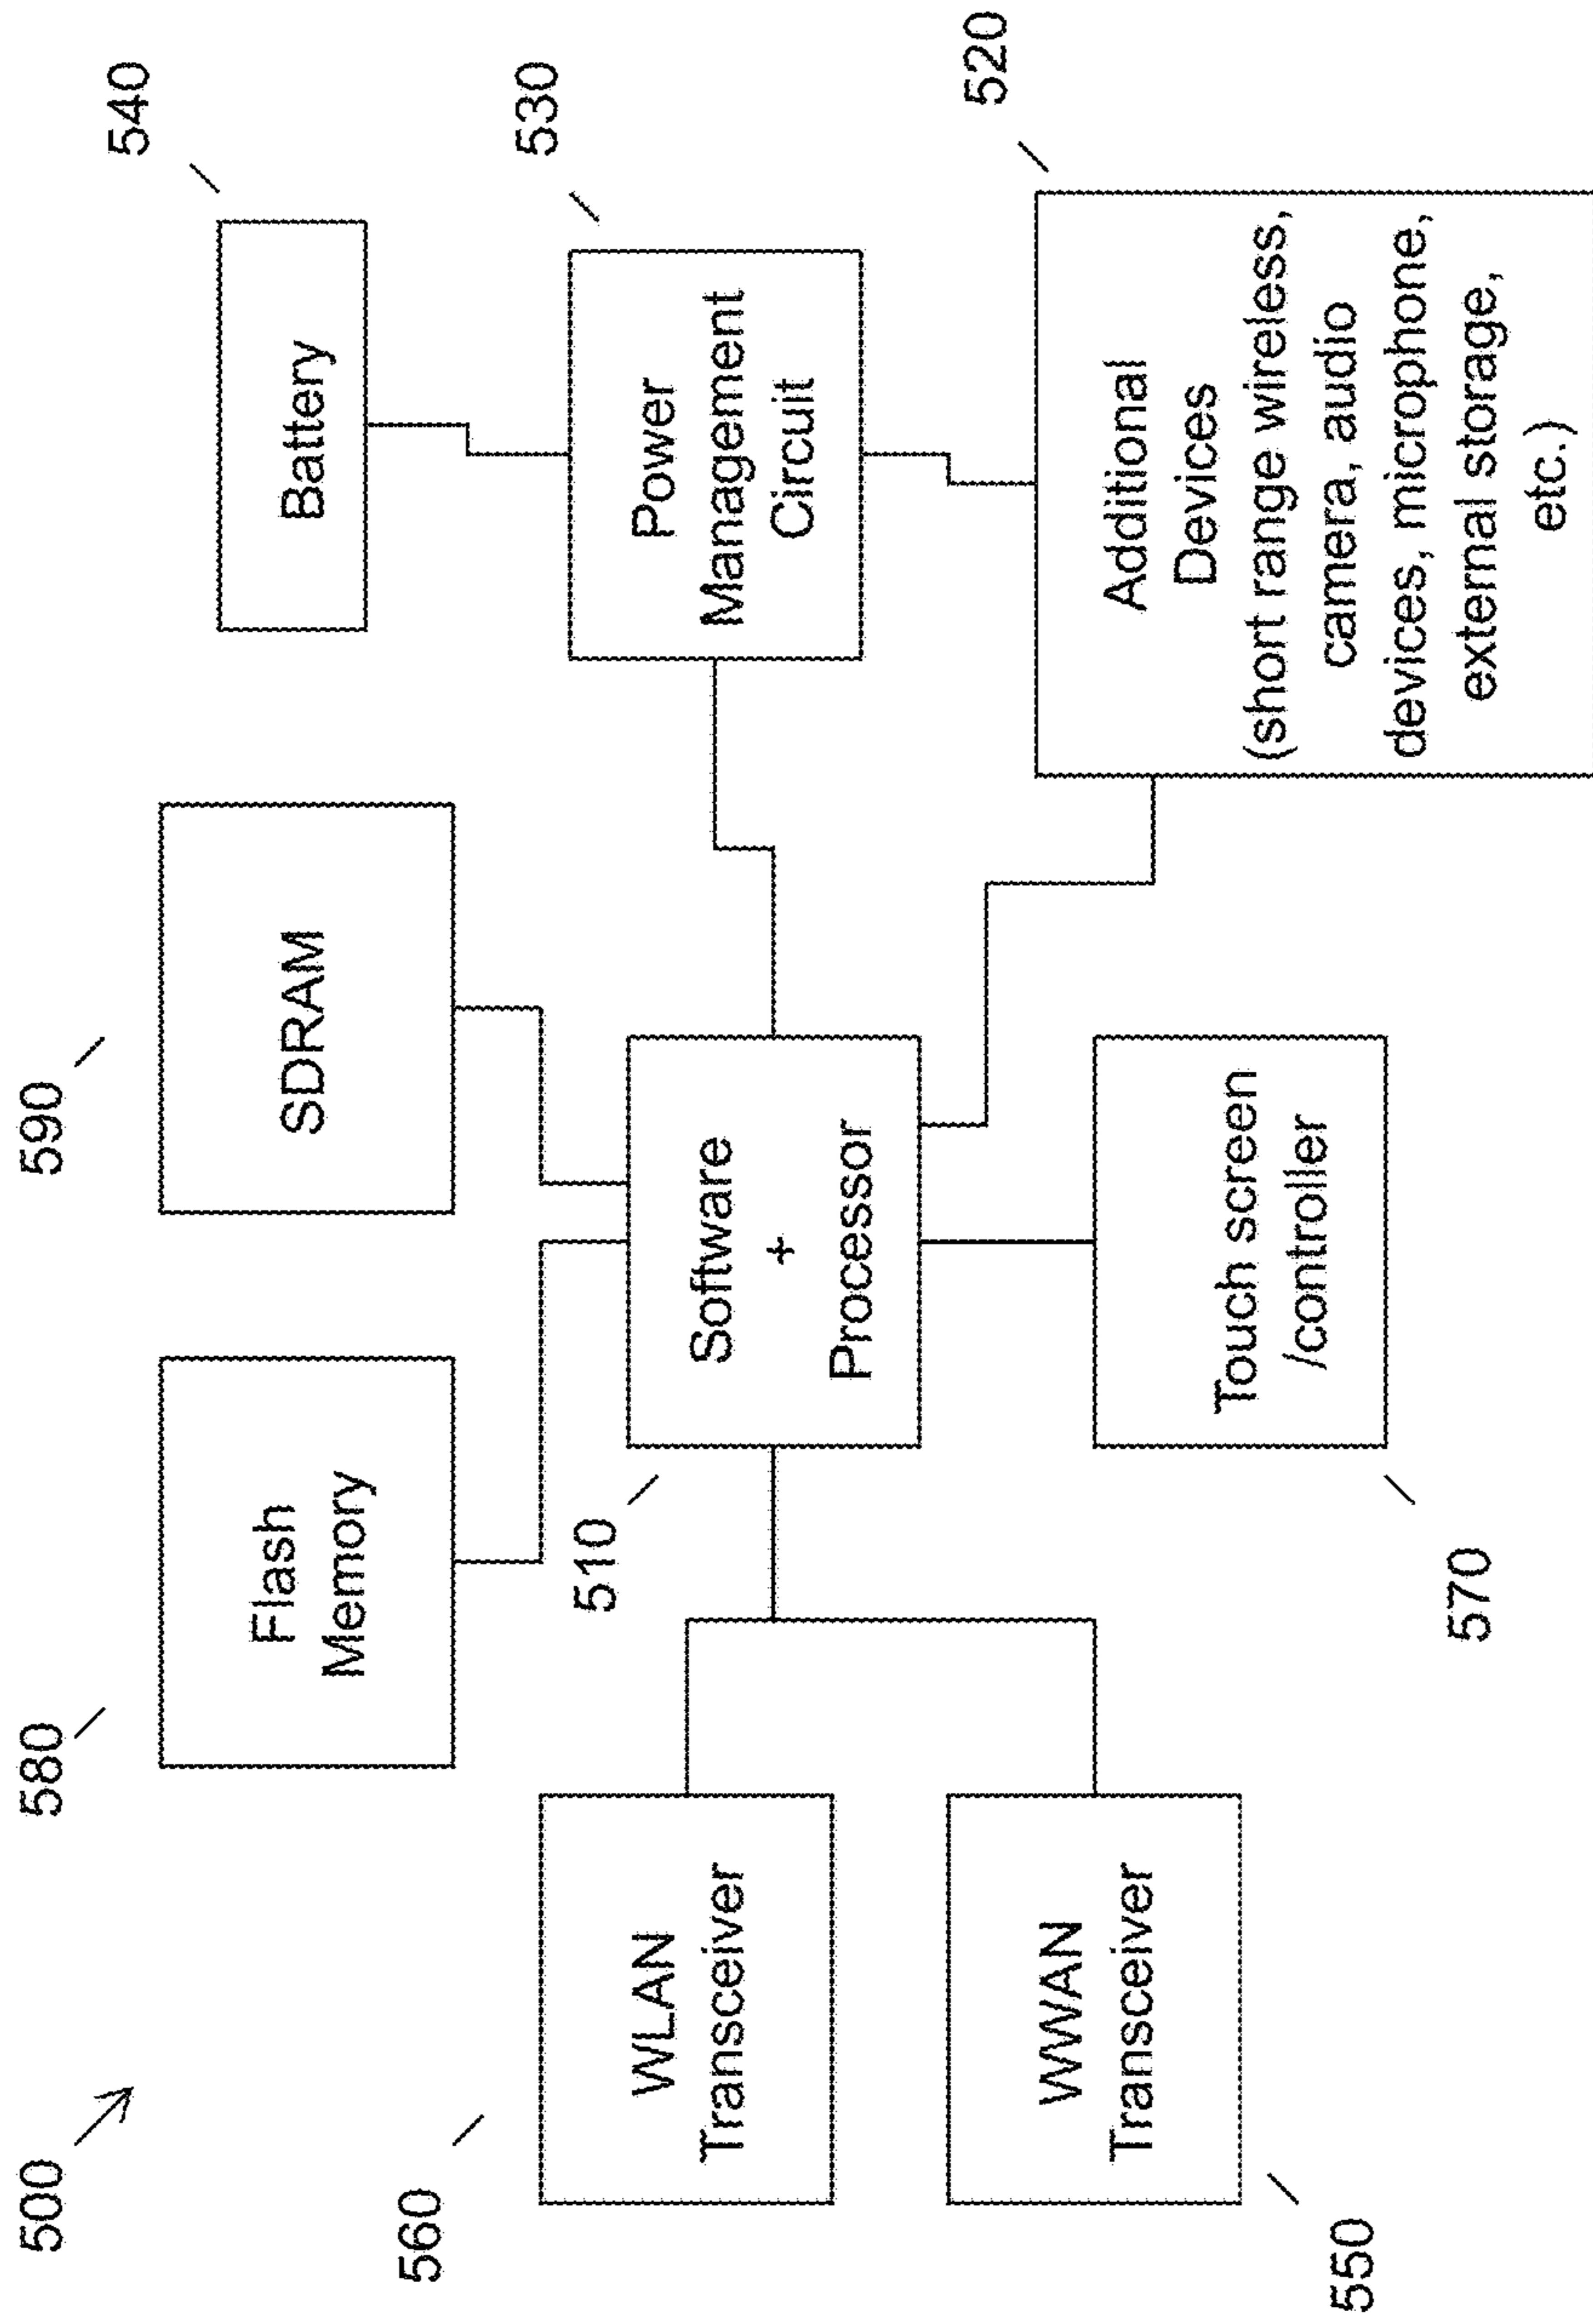 500
580
590
540
Flash
Memory
SDRAM
Battery
560
510
530
WLAN
Transceiver
Software
+
Processor
Power
Management
Circuit
520
WWAN
Transceiver
Touch screen
/controller
Additional
Devices
(short range wireless,
camera, audio
devices, microphone,
external storage,
etc.)
550
570